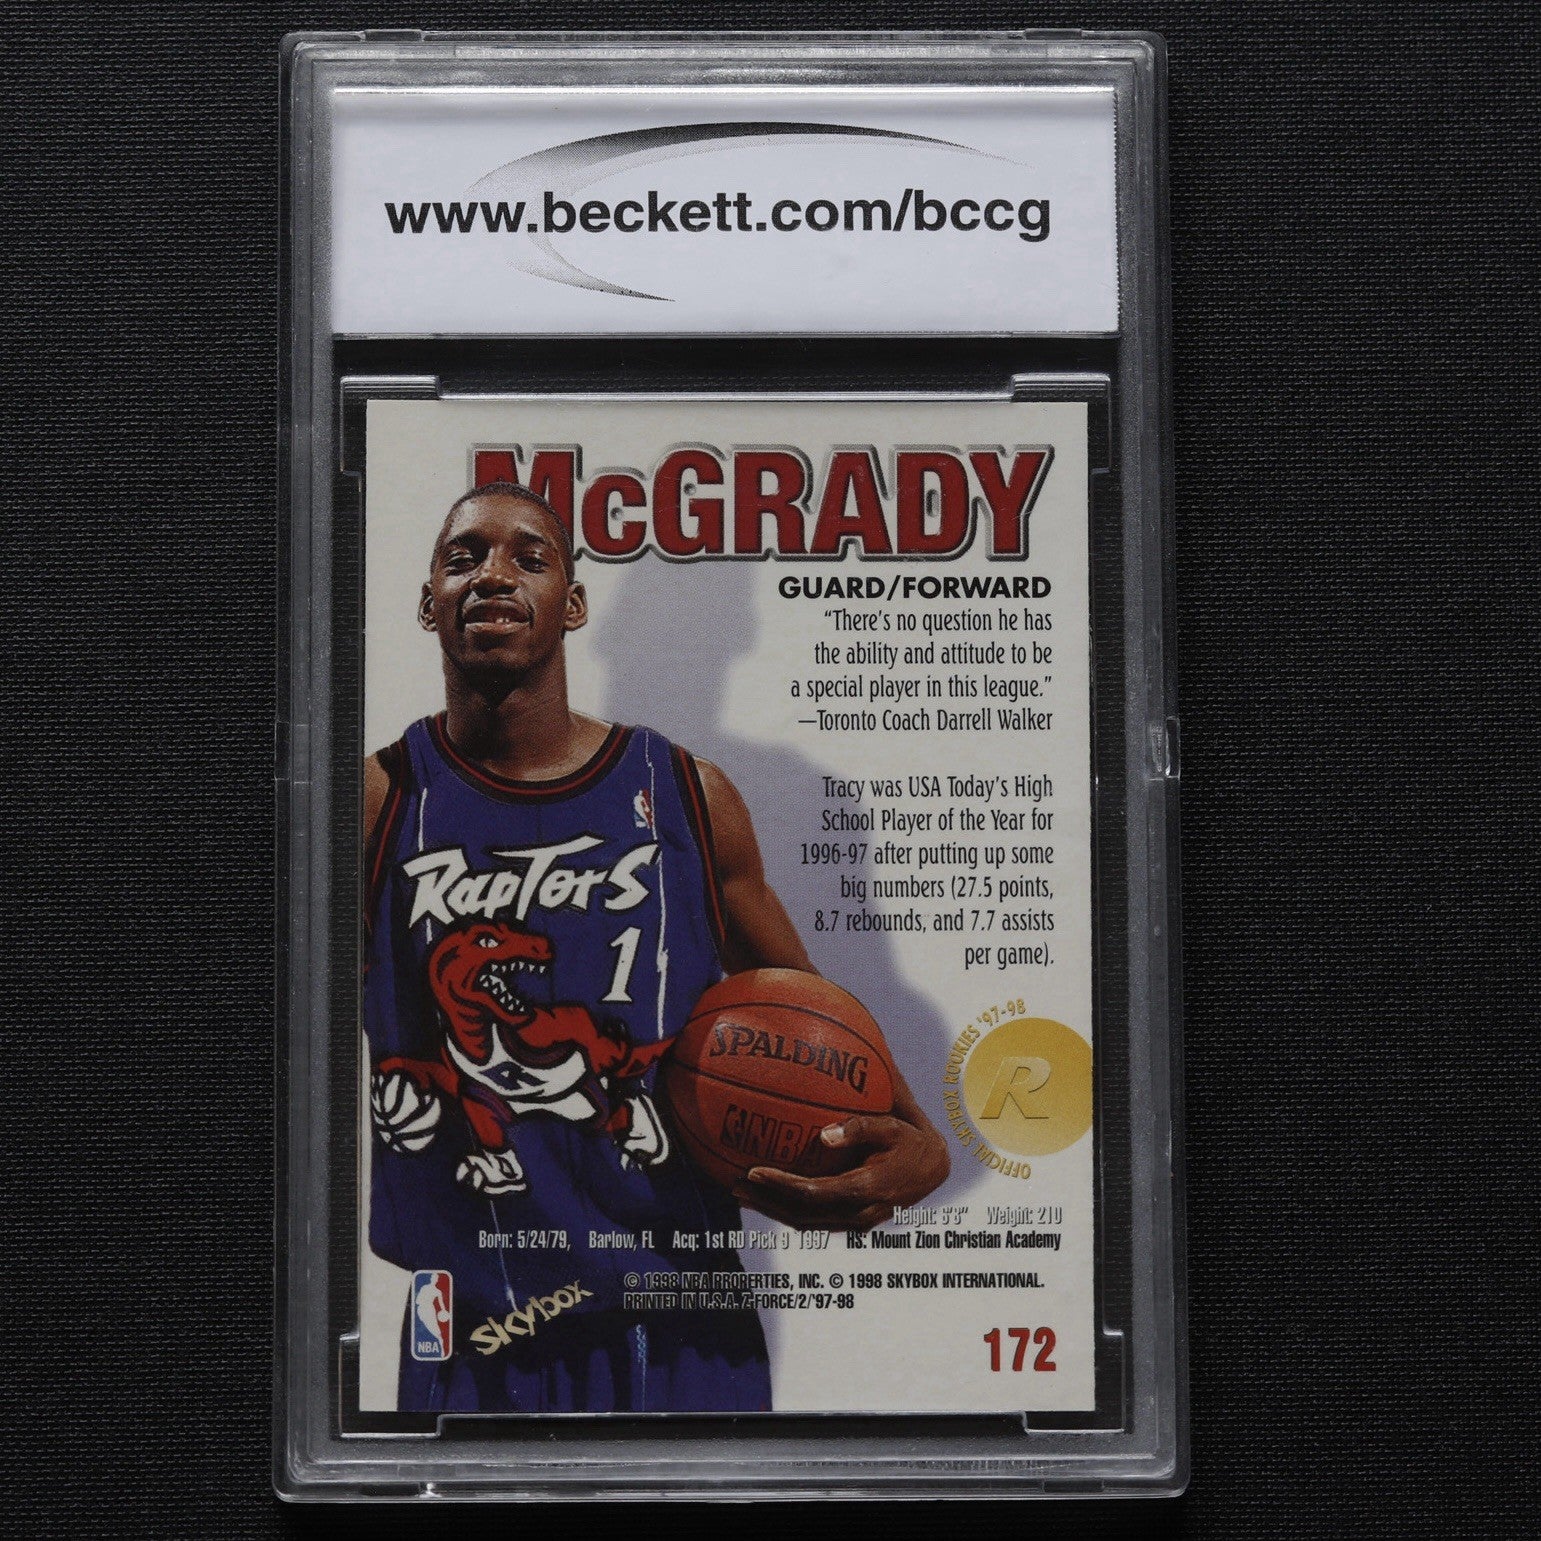 www.beckett.com/bccg
McGRADY
GUARD/FORWARD
“There’s no question he has
the ability and attitude to be
a special player in this league.”
—Toronto Coach Darrell Walker
Tracy was USA Today’s High
School Player of the Year for
1996-97 after putting up some
big numbers (27.5 points,
8.7 rebounds, and 7.7 assists
per game).
RAPTORS
1
SPALDING
NBA
OFFICIAL SKYBOX ROOKIES '97-98
R
Height: 6'8" Weight: 210
Born: 5/24/79, Barlow, FL Acq: 1st RD Pick 9 1997 HS: Mount Zion Christian Academy
© 1998 NBA PROPERTIES, INC. © 1998 SKYBOX INTERNATIONAL.
PRINTED IN U.S.A. Z-FORCE/2/'97-98
NBA
skybox
172